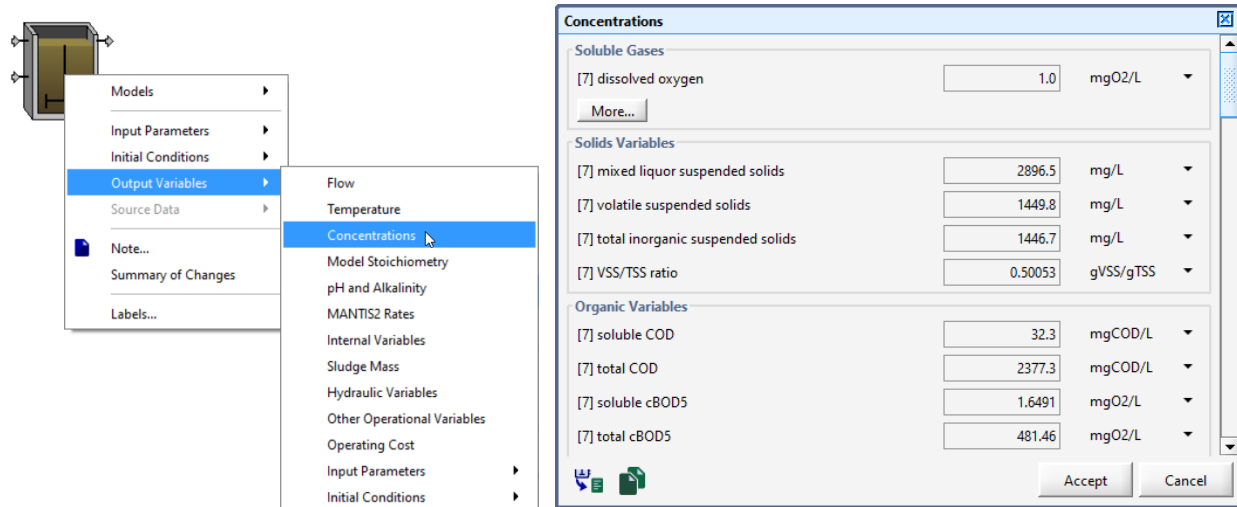 Models
Input Parameters
Initial Conditions
Output Variables
Source Data
Note...
Summary of Changes
Labels...
Flow
Temperature
Concentrations
Model Stoichiometry
pH and Alkalinity
MANTIS2 Rates
Internal Variables
Sludge Mass
Hydraulic Variables
Other Operational Variables
Operating Cost
Input Parameters
Initial Conditions
Concentrations
Soluble Gases
[7] dissolved oxygen 1.0 mgO2/L
More...
Solids Variables
[7] mixed liquor suspended solids 2896.5 mg/L
[7] volatile suspended solids 1449.8 mg/L
[7] total inorganic suspended solids 1446.7 mg/L
[7] VSS/TSS ratio 0.50053 gVSS/gTSS
Organic Variables
[7] soluble COD 32.3 mgCOD/L
[7] total COD 2377.3 mgCOD/L
[7] soluble cBOD5 1.6491 mgO2/L
[7] total cBOD5 481.46 mgO2/L
Accept Cancel